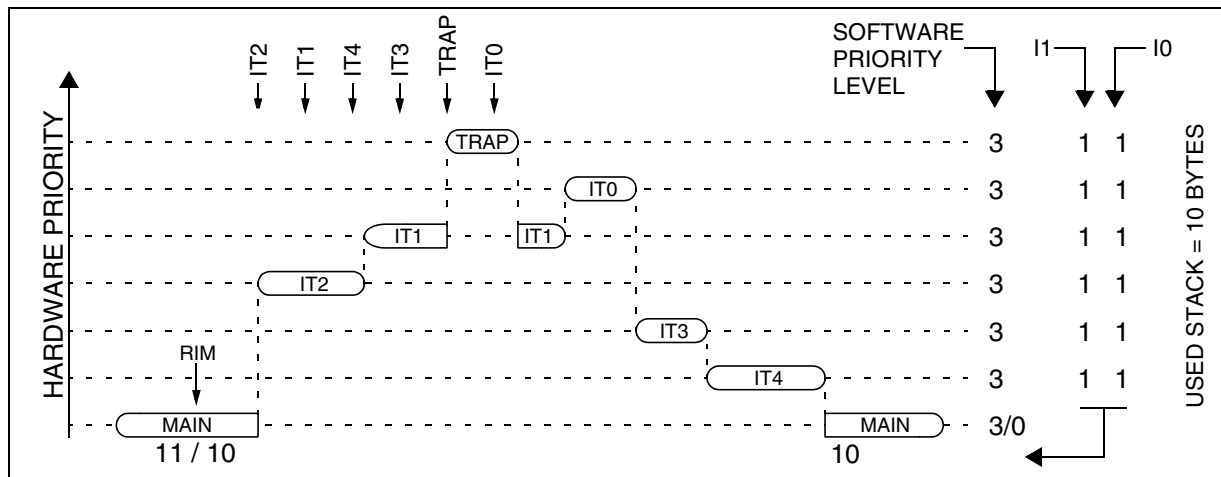 IT2
IT1
IT4
IT3
TRAP
IT0
SOFTWARE
PRIORITY
LEVEL
I1
I0
HARDWARE PRIORITY
TRAP
3
1 1
IT0
3
1 1
IT1
IT1
3
1 1
IT2
3
1 1
IT3
3
1 1
RIM
IT4
3
1 1
MAIN
MAIN
3/0
11 / 10
10
USED STACK = 10 BYTES